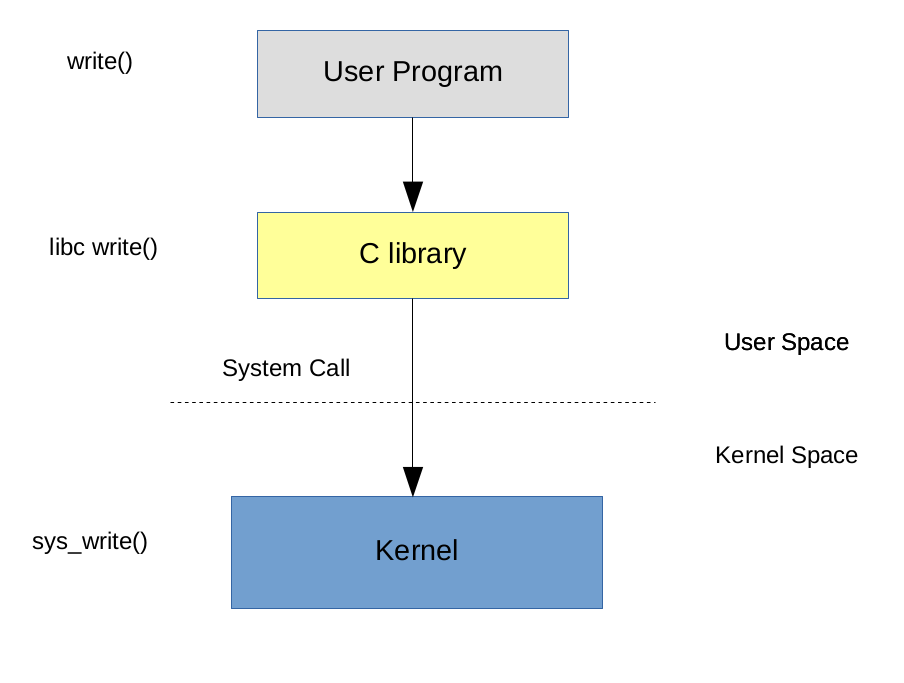 write()
User Program
libc write()
C library
User Space
System Call
Kernel Space
sys_write()
Kernel